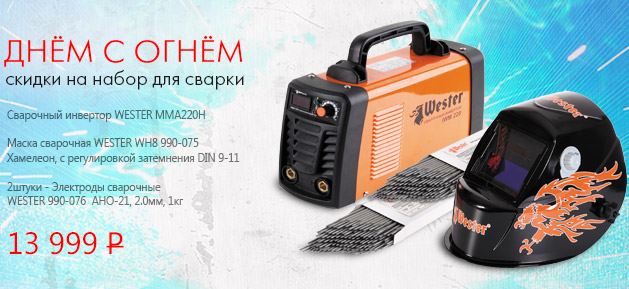 ДНЁМ С ОГНЁМ
скидки на набор для сварки
Сварочный инвертор WESTER MMA220H
Маска сварочная WESTER WH8 990-075
Хамелеон, с регулировкой затемнения DIN 9-11
2штуки - Электроды сварочные
WESTER 990-076 АНО-21, 2.0мм, 1кг
13 999 ₽
Wester
Wester